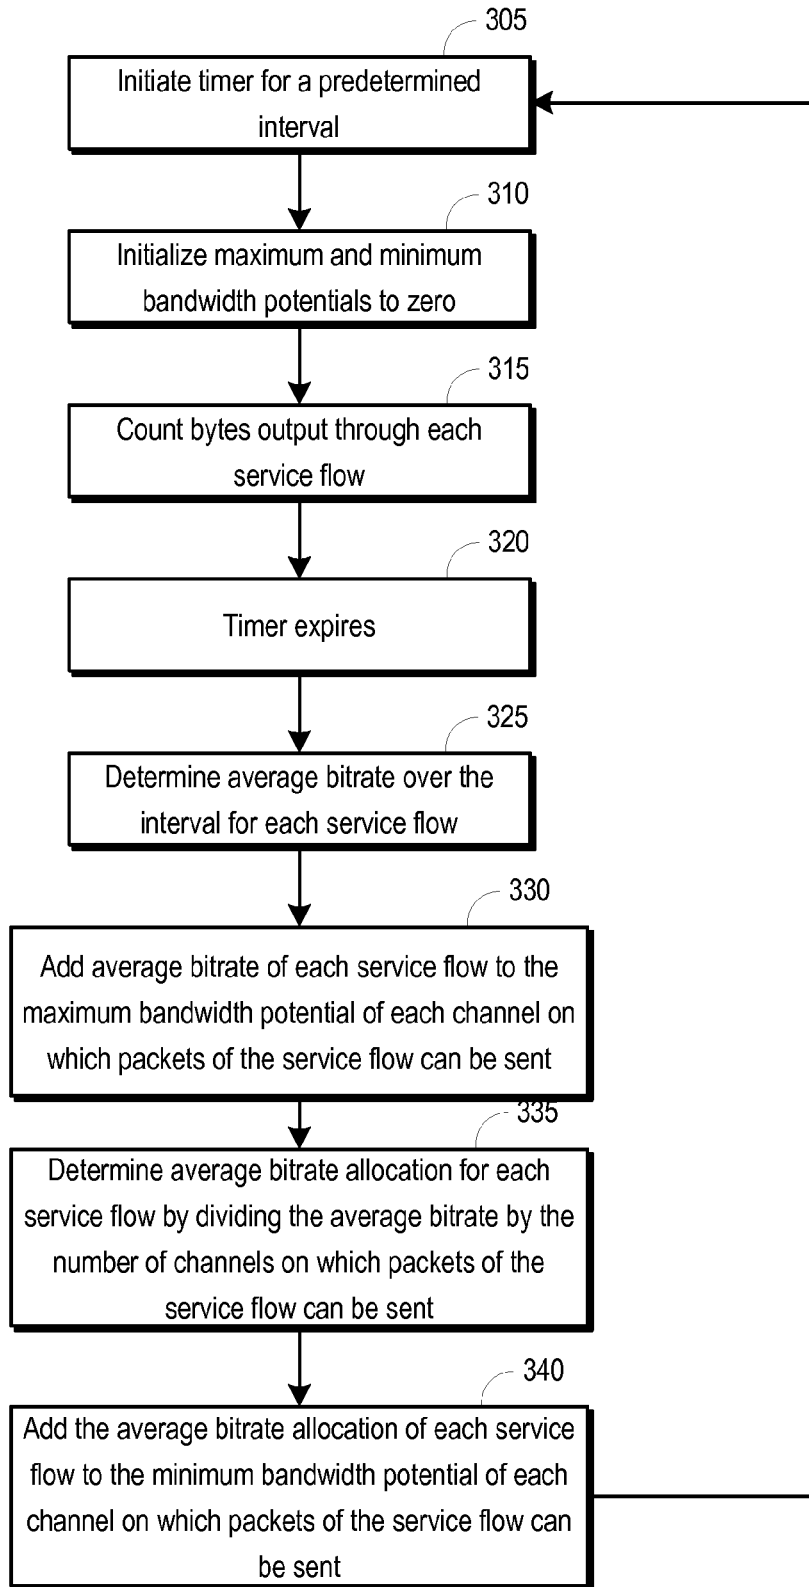 305
Initiate timer for a predetermined
interval
310
Initialize maximum and minimum
bandwidth potentials to zero
315
Count bytes output through each
service flow
320
Timer expires
325
Determine average bitrate over the
interval for each service flow
330
Add average bitrate of each service flow to the
maximum bandwidth potential of each channel on
which packets of the service flow can be sent
335
Determine average bitrate allocation for each
service flow by dividing the average bitrate by the
number of channels on which packets of the
service flow can be sent
340
Add the average bitrate allocation of each service
flow to the minimum bandwidth potential of each
channel on which packets of the service flow can
be sent